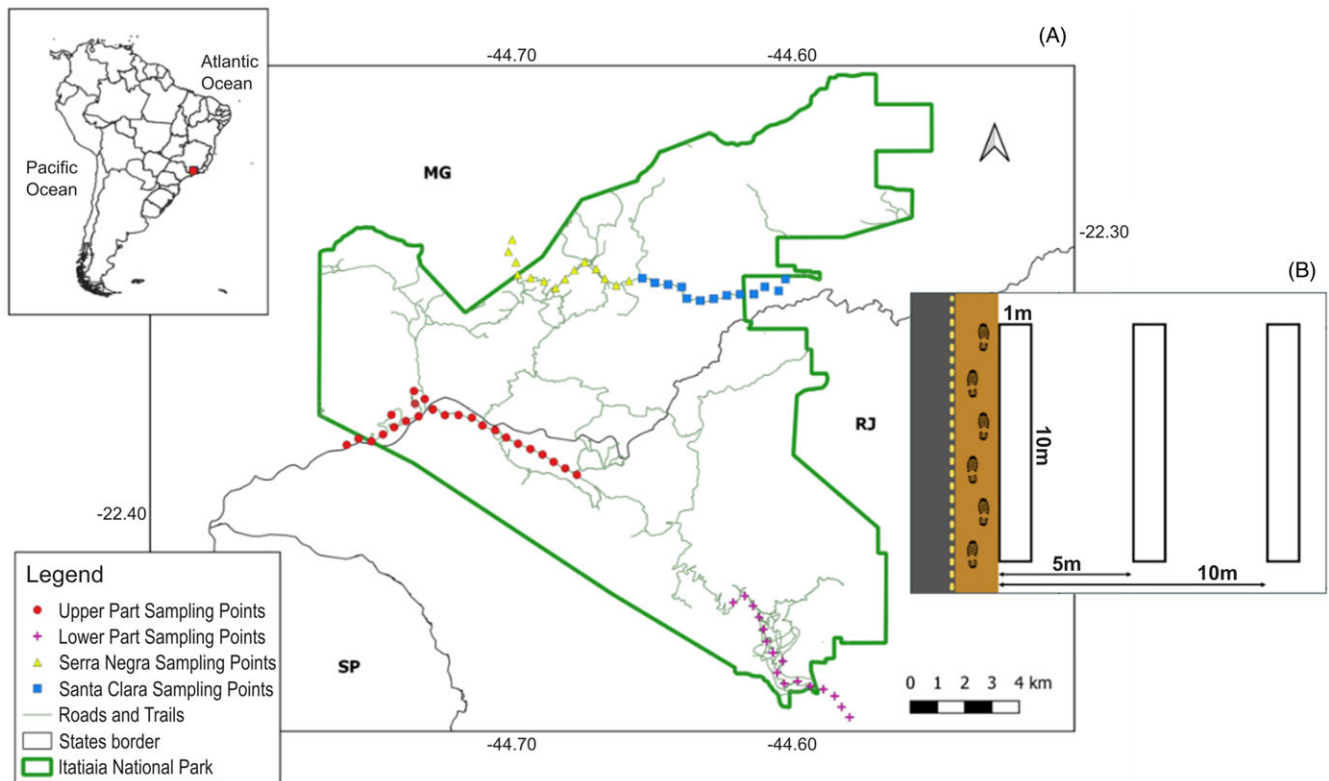 Atlantic
Ocean
Pacific
Ocean
(A)
-44.70
-44.60
MG
-22.30
(B)
1m
10m
5m
10m
RJ
-22.40
SP
Legend
Upper Part Sampling Points
Lower Part Sampling Points
Serra Negra Sampling Points
Santa Clara Sampling Points
Roads and Trails
States border
Itatiaia National Park
0 1 2 3 4 km
-44.70
-44.60